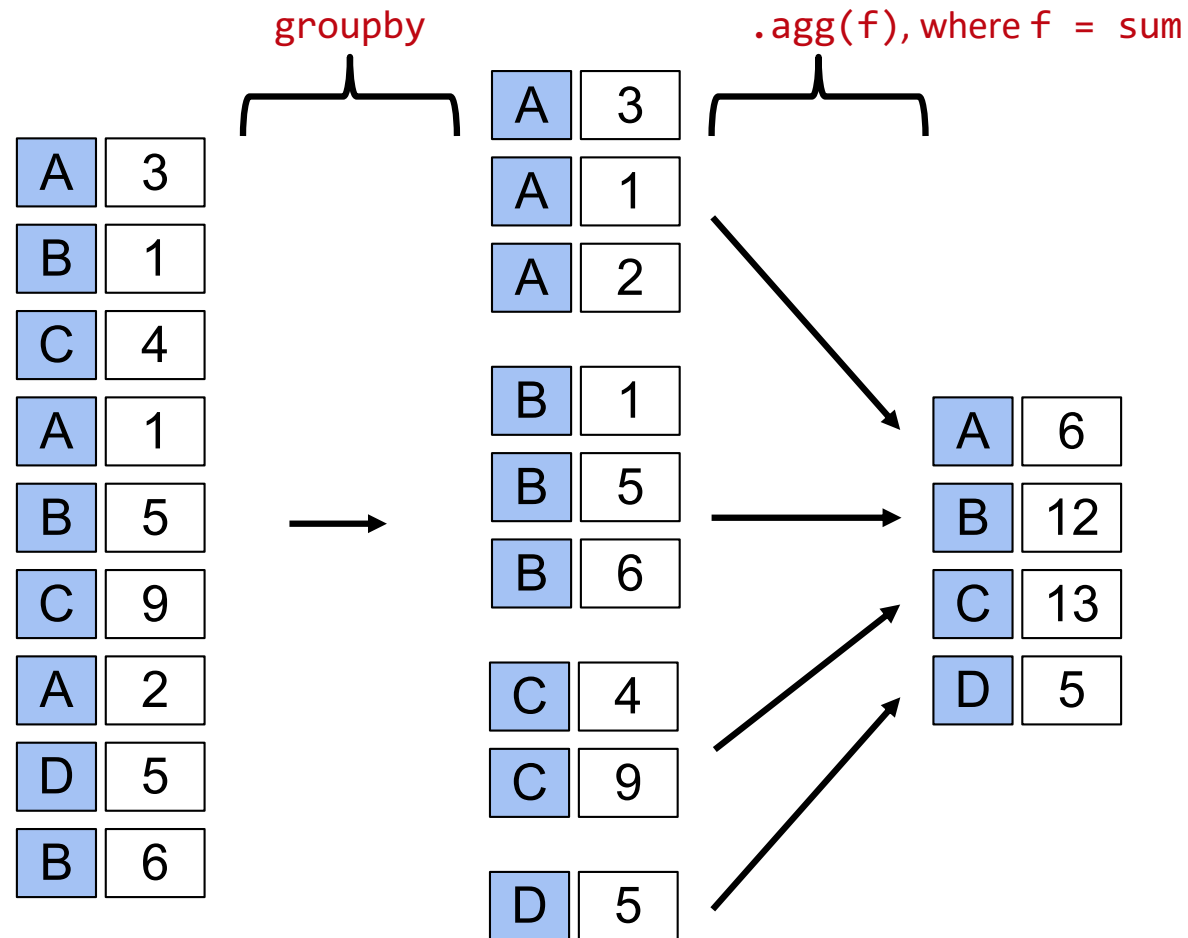 groupby
.agg(f), where f = sum
A 3
B 1
C 4
A 1
B 5
C 9
A 2
D 5
B 6
A 3
A 1
A 2
B 1
B 5
B 6
C 4
C 9
D 5
A 6
B 12
C 13
D 5